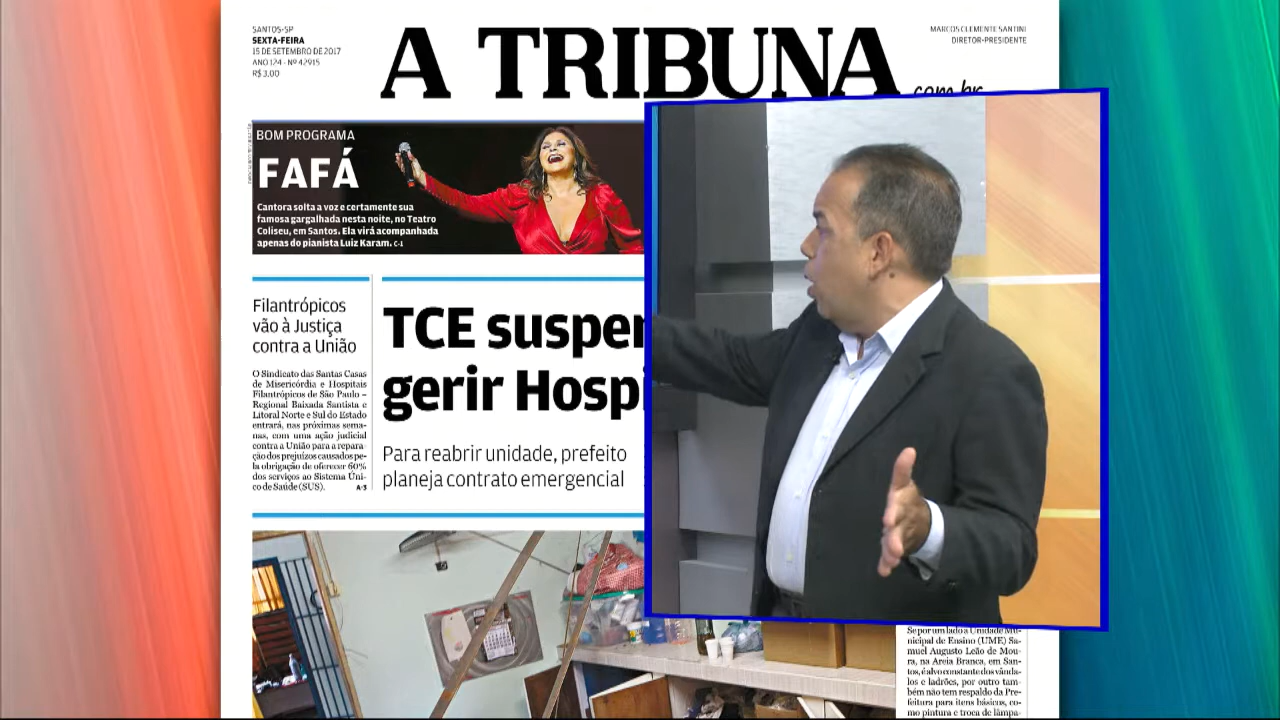 SANTOS-SP
SEXTA-FEIRA
15 DE SETEMBRO DE 2017
ANO 124 - Nº 42915
R$ 3,00
A TRIBUNA
.com.br
MARCOS CLEMENTE SANTINI
DIRETOR-PRESIDENTE
BOM PROGRAMA
FAFÁ
Cantora solta a voz e certamente sua
famosa gargalhada nesta noite, no Teatro
Coliseu, em Santos. Ela virá acompanhada
apenas do pianista Luiz Karam. C-1
Filantrópicos
vão à Justiça
contra a União
O Sindicato das Santas Casas
de Misericórdia e Hospitais
Filantrópicos de São Paulo –
Regional Baixada Santista e
Litoral Norte e Sul do Estado
entrará, nas próximas sema-
nas, com uma ação judicial
contra a União para a repara-
ção dos prejuízos causados pe-
la obrigação de oferecer 60%
dos serviços ao Sistema Úni-
co de Saúde (SUS). A-3
TCE suspen
gerir Hospi
Para reabrir unidade, prefeito
planeja contrato emergencial
Se por um lado a Unidade Mu-
nicipal de Ensino (UME) Sa-
muel Augusto Leão de Mou-
ra, na Areia Branca, em San-
tos, é alvo constante dos vânda-
los e ladrões, por outro tam-
bém não tem respaldo da Pre-
feitura para itens básicos, co-
mo pintura e troca de lâmpa-